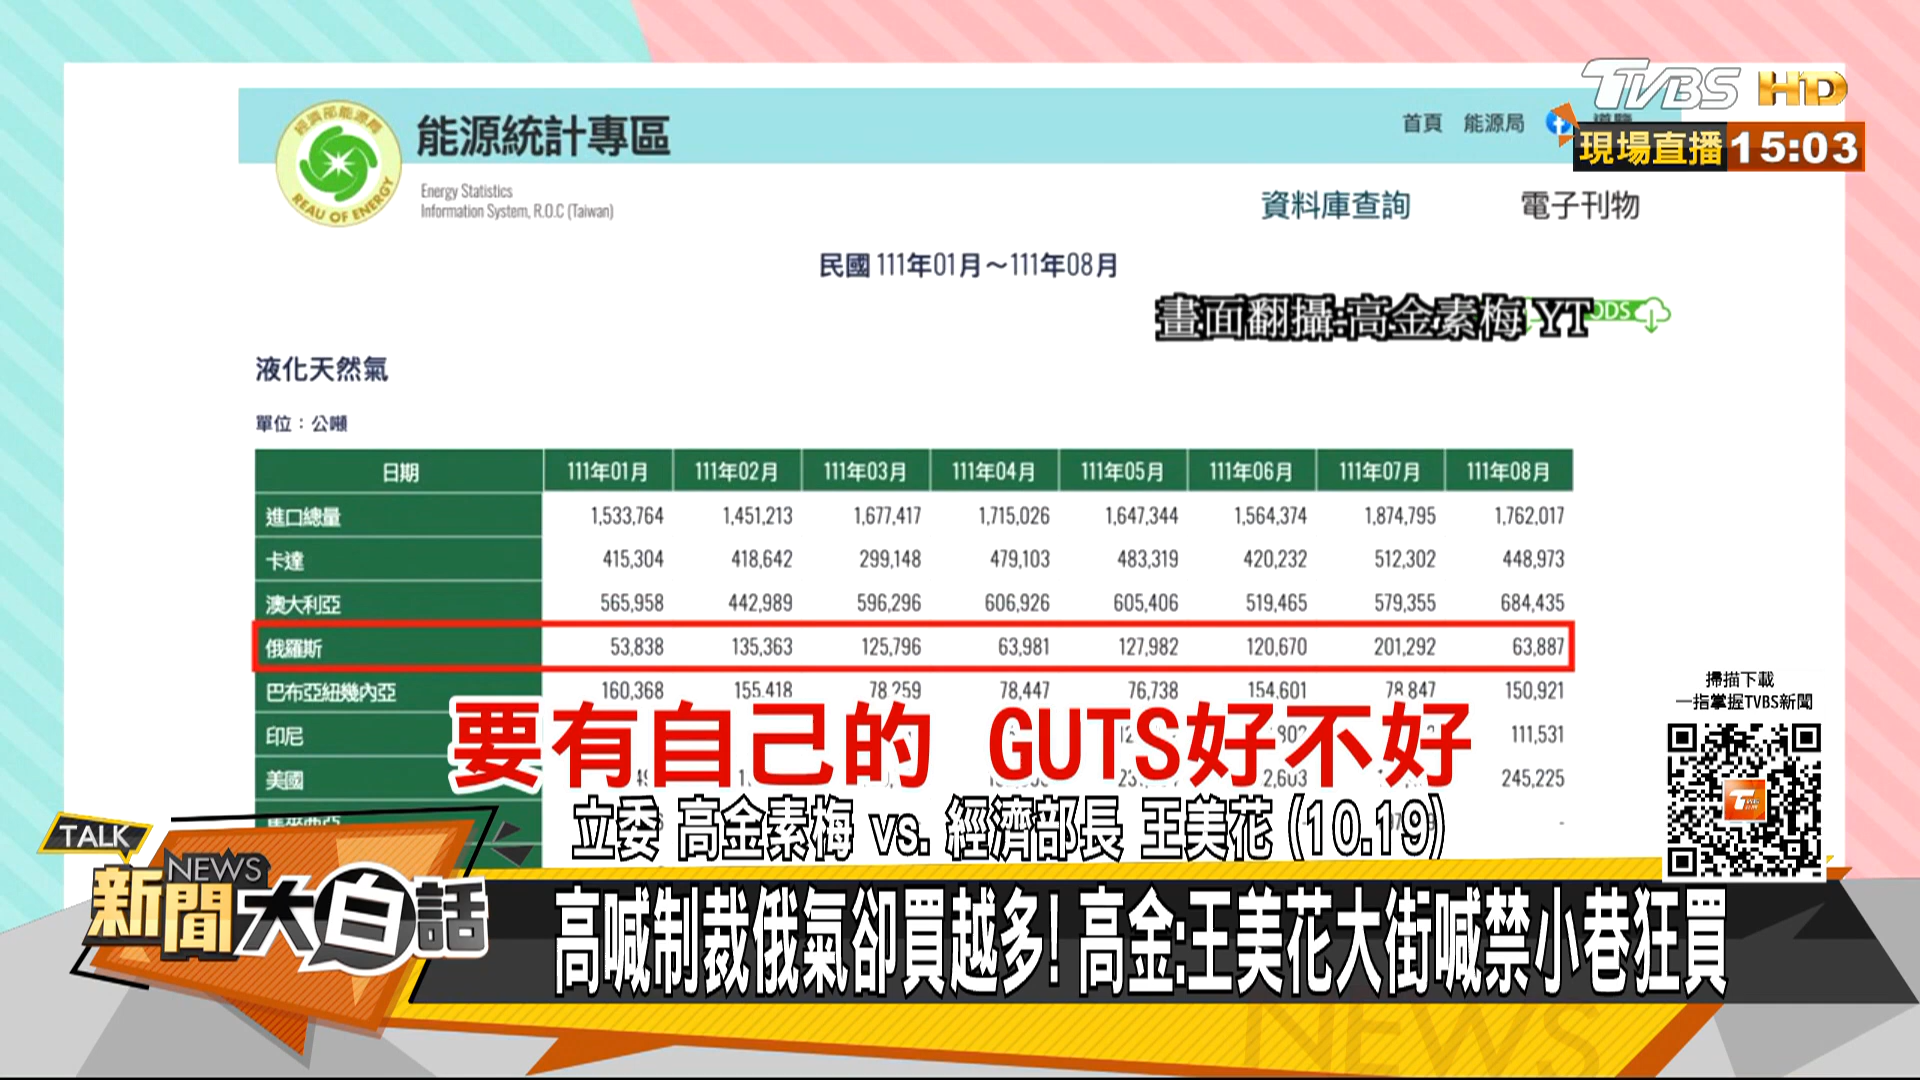 TVBS HD
現場直播 15:03
經濟部能源局
REAU OF ENERGY
能源統計專區
Energy Statistics
Information System, R.O.C (Taiwan)
首頁 能源局
資料庫查詢 電子刊物
民國 111年01月～111年08月
畫面翻攝:高金素梅 YT
ODS
液化天然氣
單位：公噸
日期 111年01月 111年02月 111年03月 111年04月 111年05月 111年06月 111年07月 111年08月
進口總量 1,533,764 1,451,213 1,677,417 1,715,026 1,647,344 1,564,374 1,874,795 1,762,017
卡達 415,304 418,642 299,148 479,103 483,319 420,232 512,302 448,973
澳大利亞 565,958 442,989 596,296 606,926 605,406 519,465 579,355 684,435
俄羅斯 53,838 135,363 125,796 63,981 127,982 120,670 201,292 63,887
巴布亞紐幾內亞 160,368 155,418 78,259 78,447 76,738 154,601 78,847 150,921
印尼 111,531
美國 245,225
要有自己的 GUTS好不好
立委 高金素梅 vs. 經濟部長 王美花 (10.19)
掃描下載
一指掌握TVBS新聞
TALK
NEWS
新聞大白話
高喊制裁俄氣卻買越多! 高金:王美花大街喊禁小巷狂買
NEWS